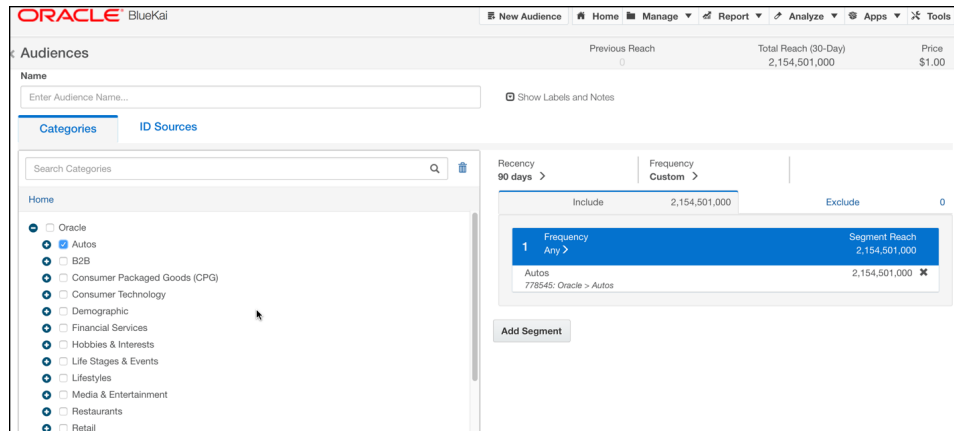 ORACLE BlueKai
New Audience Home Manage Report Analyze Apps Tools
Audiences
Previous Reach
0
Total Reach (30-Day)
2,154,501,000
Price
$1.00
Name
Enter Audience Name...
Show Labels and Notes
Categories ID Sources
Search Categories
Home
Oracle
Autos
B2B
Consumer Packaged Goods (CPG)
Consumer Technology
Demographic
Financial Services
Hobbies & Interests
Life Stages & Events
Lifestyles
Media & Entertainment
Restaurants
Retail
Recency
90 days >
Frequency
Custom >
Include 2,154,501,000
Exclude 0
1
Frequency
Any >
Segment Reach
2,154,501,000
Autos 2,154,501,000
778545: Oracle > Autos
Add Segment